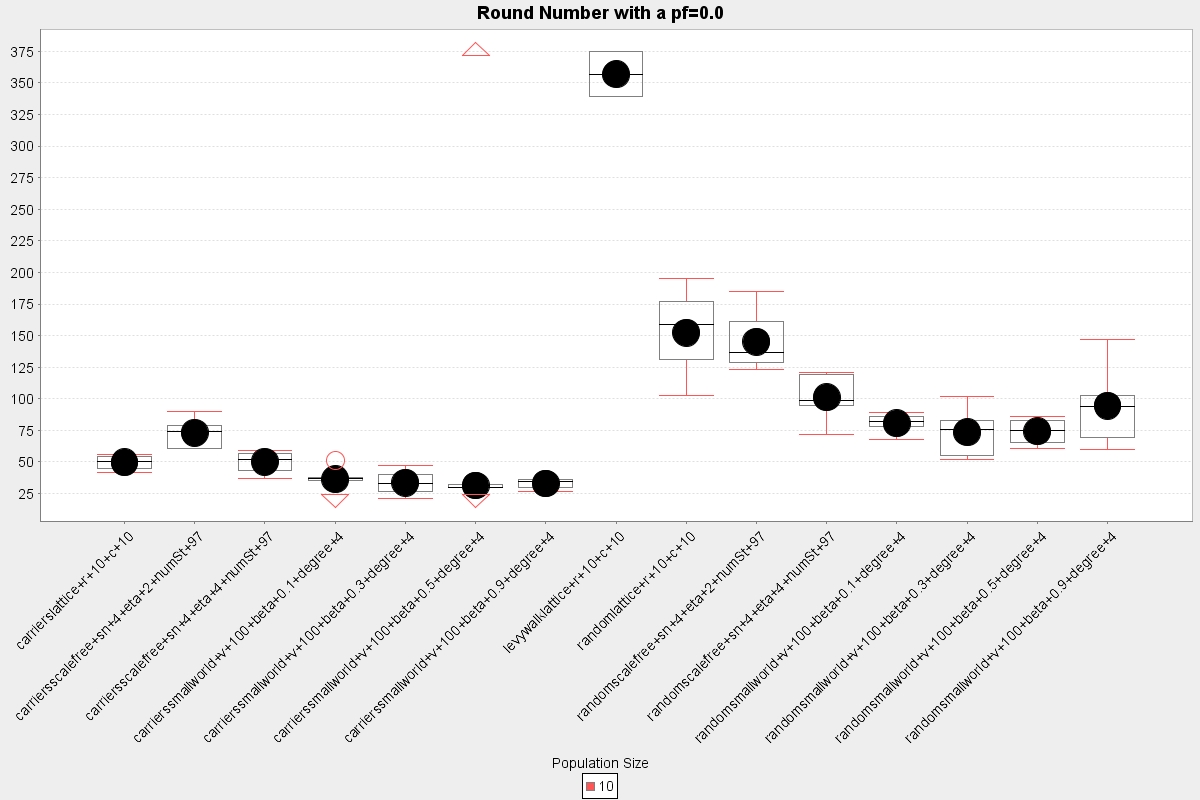 Round Number with a pf=0.0
375
350
325
300
275
250
225
200
175
150
125
100
75
50
25
carrierslattice+r+10+c+10
carriersscalefree+sn+4+eta+2+numSt+97
carriersscalefree+sn+4+eta+4+numSt+97
carrierssmallworld+v+100+beta+0.1+degree+4
carrierssmallworld+v+100+beta+0.3+degree+4
carrierssmallworld+v+100+beta+0.5+degree+4
carrierssmallworld+v+100+beta+0.9+degree+4
levywalklattice+r+10+c+10
randomlattice+r+10+c+10
randomscalefree+sn+4+eta+2+numSt+97
randomscalefree+sn+4+eta+4+numSt+97
randomsmallworld+v+100+beta+0.1+degree+4
randomsmallworld+v+100+beta+0.3+degree+4
randomsmallworld+v+100+beta+0.5+degree+4
randomsmallworld+v+100+beta+0.9+degree+4
Population Size
10